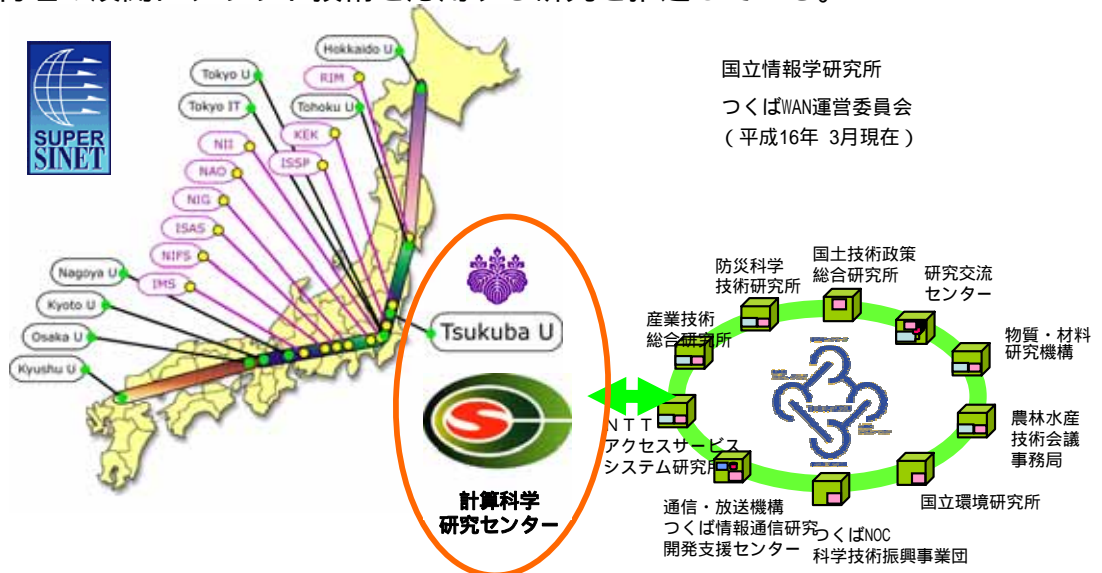 SUPER
SINET
Hokkaido U
Tokyo U
RIM
Tokyo IT
Tohoku U
KEK
NII
ISSP
NAO
NIG
ISAS
NIFS
Nagoya U
IMS
Kyoto U
Osaka U
Kyushu U
Tsukuba U
計算科学
研究センター
国立情報学研究所
つくばWAN運営委員会
(平成16年 3月現在)
国土技術政策
総合研究所
防災科学
技術研究所
研究交流
センター
産業技術
総合研究所
物質・材料
研究機構
NTT
アクセスサービス
システム研究所
農林水産
技術会議
事務局
国立環境研究所
通信・放送機構
つくば情報通信研究
開発支援センター
つくばNOC
科学技術振興事業団